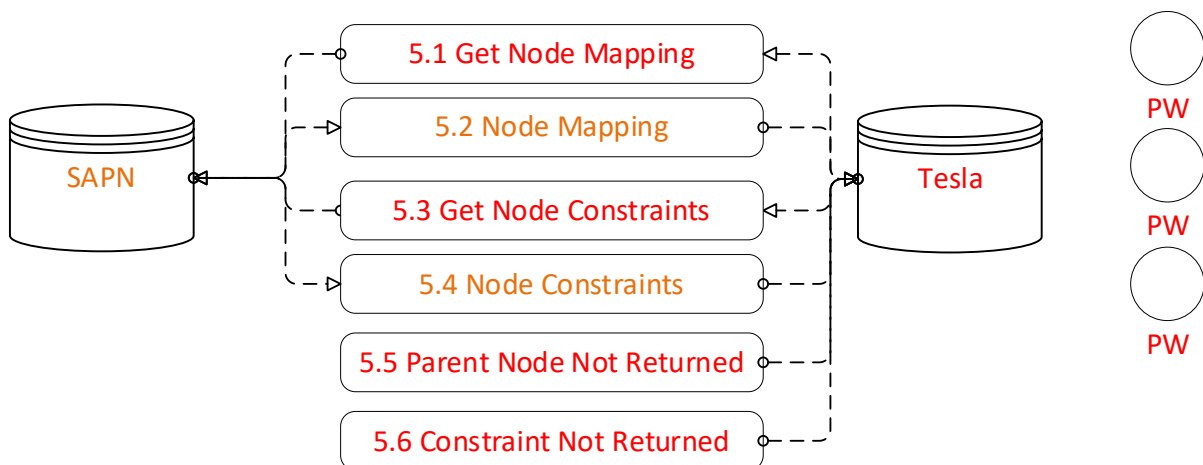 5.1 Get Node Mapping
PW
5.2 Node Mapping
SAPN
Tesla
5.3 Get Node Constraints
PW
5.4 Node Constraints
PW
5.5 Parent Node Not Returned
5.6 Constraint Not Returned